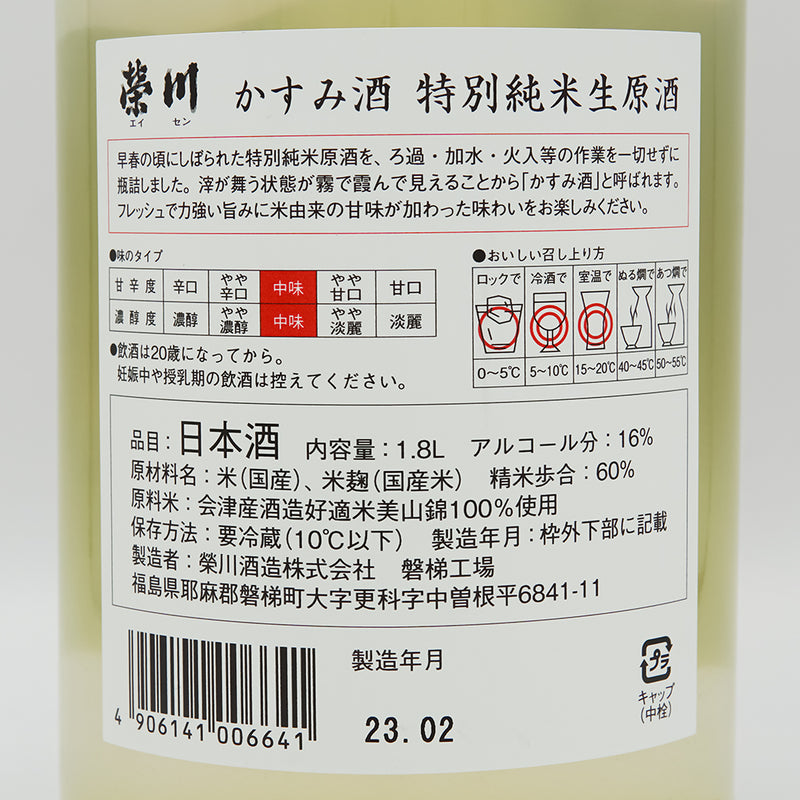 榮川 かすみ酒 特別純米生原酒
エイ セン
早春の頃にしぼられた特別純米原酒を、ろ過・加水・火入等の作業を一切せずに
瓶詰しました。滓が舞う状態が霧で霞んで見えることから「かすみ酒」と呼ばれます。
フレッシュで力強い旨みに米由来の甘味が加わった味わいをお楽しみください。
●味のタイプ
甘辛度 辛口 やや辛口 中味 やや甘口 甘口
濃醇度 濃醇 やや濃醇 中味 やや淡麗 淡麗
●おいしい召し上り方
ロックで 冷酒で 室温で ぬる燗で あつ燗で
0〜5℃ 5〜10℃ 15〜20℃ 40〜45℃ 50〜55℃
●飲酒は20歳になってから。
妊娠中や授乳期の飲酒は控えてください。
品目：日本酒 内容量：1.8L アルコール分：16%
原材料名：米（国産）、米麹（国産米） 精米歩合：60%
原料米：会津産酒造好適米美山錦100%使用
保存方法：要冷蔵（10℃以下） 製造年月：枠外下部に記載
製造者：榮川酒造株式会社 磐梯工場
福島県耶麻郡磐梯町大字更科字中曽根平6841-11
製造年月
23.02
4 906141 006641
プラ
キャップ
(中栓)